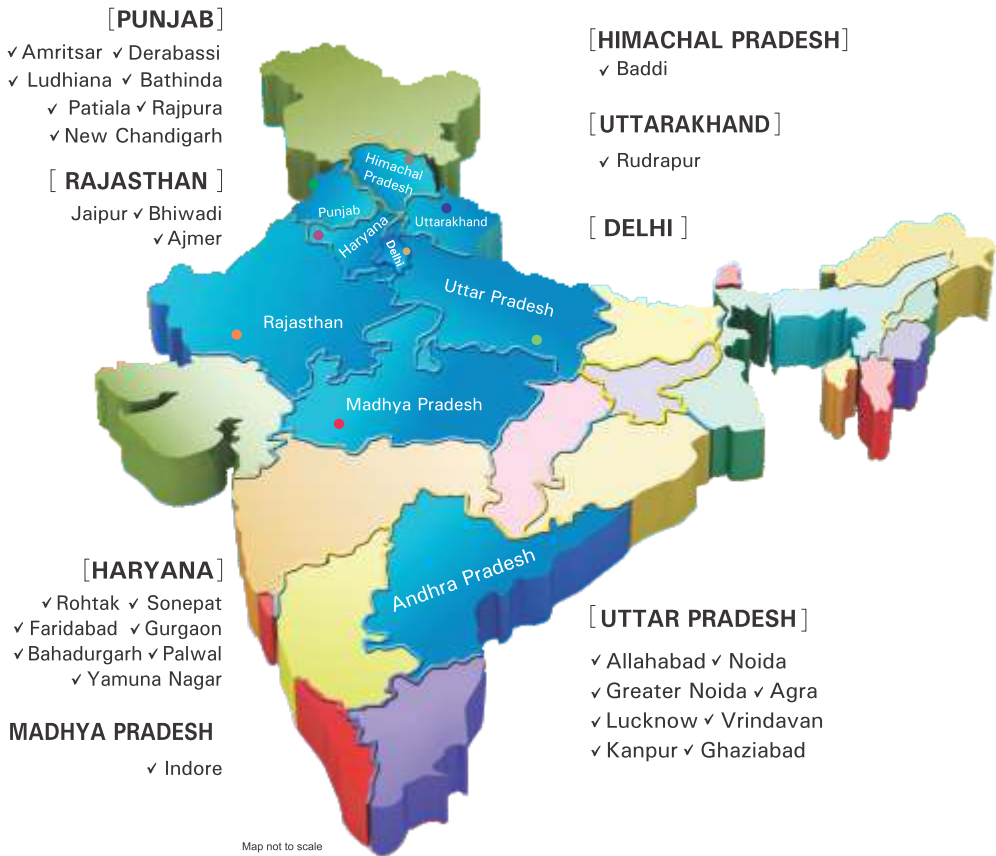 [PUNJAB]
✓ Amritsar ✓ Derabassi
✓ Ludhiana ✓ Bathinda
✓ Patiala ✓ Rajpura
✓ New Chandigarh
[ RAJASTHAN ]
Jaipur ✓ Bhiwadi
✓ Ajmer
[HIMACHAL PRADESH]
✓ Baddi
[UTTARAKHAND]
✓ Rudrapur
[ DELHI ]
Himachal
Pradesh
Punjab
Haryana
Uttarakhand
Delhi
Uttar Pradesh
Rajasthan
Madhya Pradesh
Andhra Pradesh
[HARYANA]
✓ Rohtak ✓ Sonepat
✓ Faridabad ✓ Gurgaon
✓ Bahadurgarh ✓ Palwal
✓ Yamuna Nagar
MADHYA PRADESH
✓ Indore
[UTTAR PRADESH]
✓ Allahabad ✓ Noida
✓ Greater Noida ✓ Agra
✓ Lucknow ✓ Vrindavan
✓ Kanpur ✓ Ghaziabad
Map not to scale